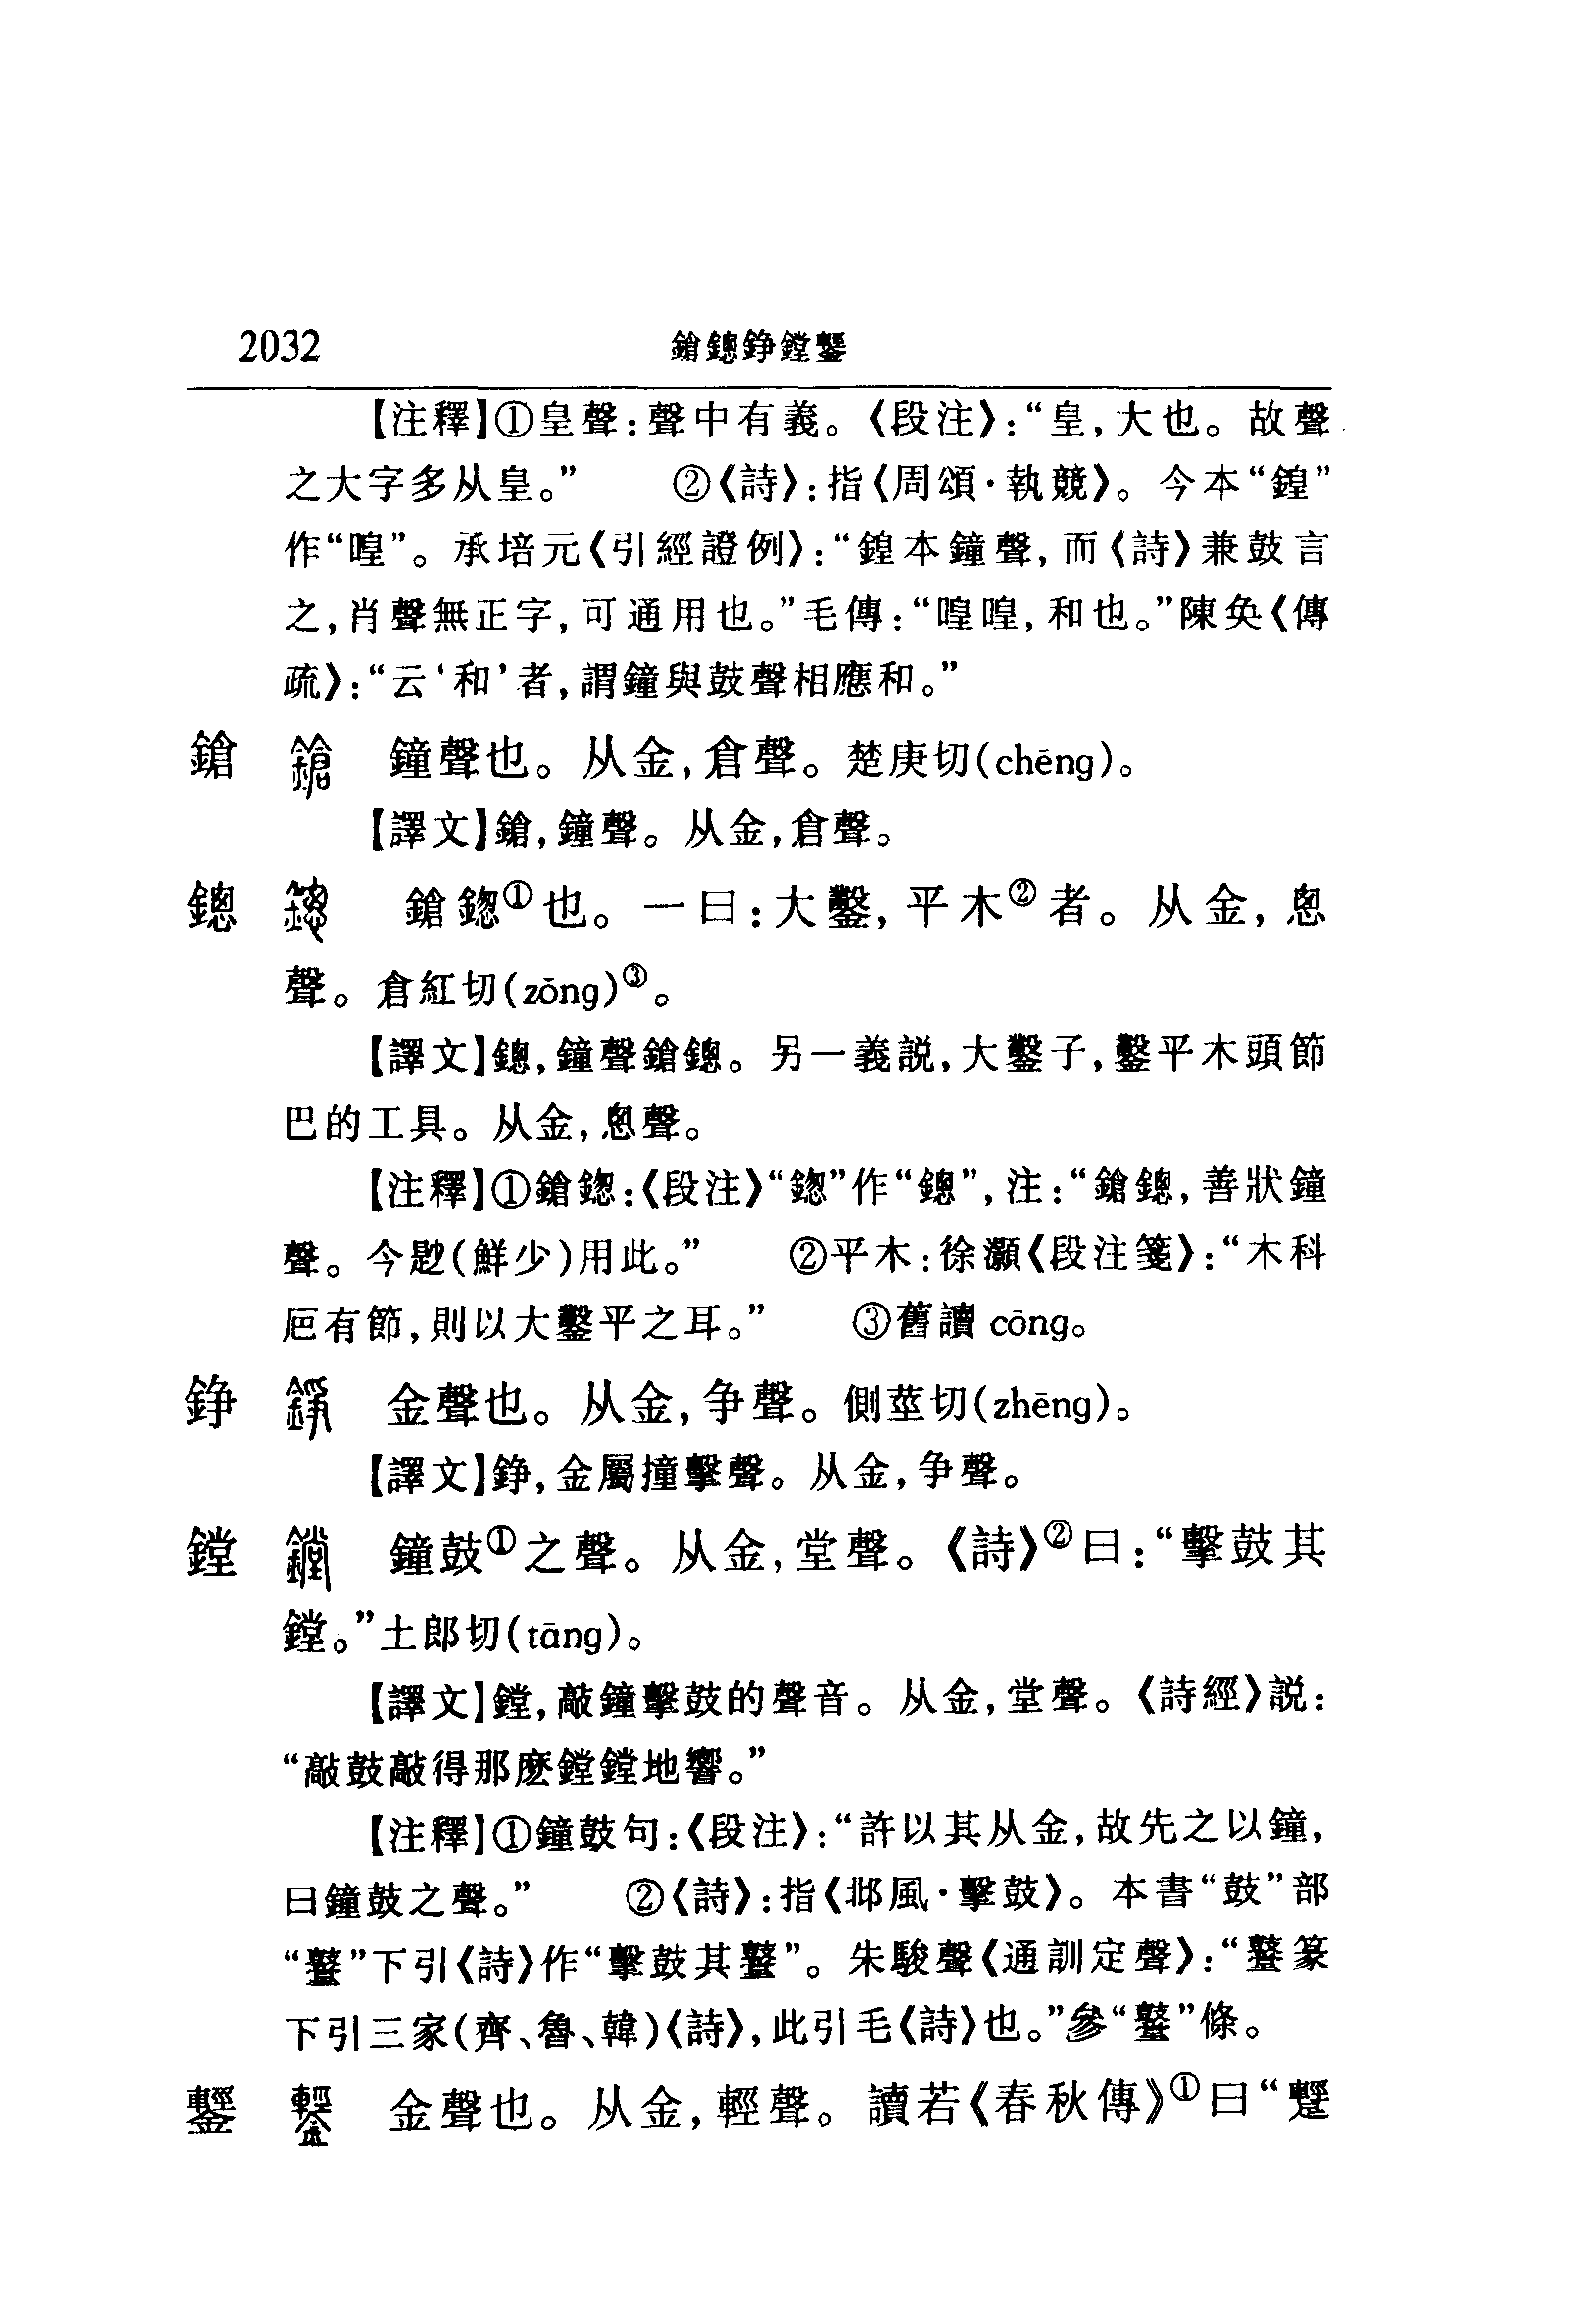 2032
鎗鏓錚鏜鑋
【注釋】①皇聲：聲中有義。《段注》：“皇，大也。故聲
之大字多从皇。” ②《詩》：指《周頌·執競》。今本“鍠”
作“喤”。承培元《引經證例》：“鍠本鐘聲，而《詩》兼鼓言
之，肖聲無正字，可通用也。”毛傳：“喤喤，和也。”陳奐《傳
疏》：“云‘和’者，謂鐘與鼓聲相應和。”
鎗 鐘聲也。从金，倉聲。楚庚切(chēng)。
【譯文】鎗，鐘聲。从金，倉聲。
鏓 鎗鍯①也。一曰：大鑿，平木②者。从金，悤
聲。倉紅切(zōng)③。
【譯文】鏓，鐘聲鎗鏓。另一義説，大鑿子，鑿平木頭節
巴的工具。从金，悤聲。
【注釋】①鎗鍯：《段注》“鍯”作“鏓”，注：“鎗鏓，善狀鐘
聲。今尟(鮮少)用此。” ②平木：徐灝《段注箋》：“木科
戹有節，則以大鑿平之耳。” ③舊讀 cōng。
錚 金聲也。从金，争聲。側莖切(zhēng)。
【譯文】錚，金屬撞擊聲。从金，争聲。
鏜 鐘鼓①之聲。从金，堂聲。《詩》②曰：“擊鼓其
鏜。”土郎切(tāng)。
【譯文】鏜，敲鐘擊鼓的聲音。从金，堂聲。《詩經》説：
“敲鼓敲得那麽鏜鏜地響。”
【注釋】①鐘鼓句：《段注》：“許以其从金，故先之以鐘，
曰鐘鼓之聲。” ②《詩》：指《邶風·擊鼓》。本書“鼓”部
“鼞”下引《詩》作“擊鼓其鼞”。朱駿聲《通訓定聲》：“鼞篆
下引三家(齊、魯、韓)《詩》，此引毛《詩》也。”參“鼞”條。
鑋 金聲也。从金，輕聲。讀若《春秋傳》①曰“躗